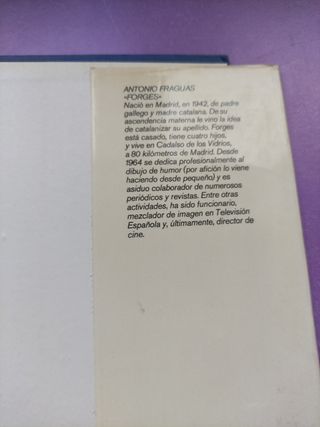 ANTONIO FRAGUAS
«FORGES»
Nació en Madrid, en 1942, de padre
gallego y madre catalana. De su
ascendencia materna le vino la idea
de catalanizar su apellido. Forges
está casado, tiene cuatro hijos,
y vive en Cadalso de los Vidrios,
a 80 kilómetros de Madrid. Desde
1964 se dedica profesionalmente al
dibujo de humor (por afición lo viene
haciendo desde pequeño) y es
asiduo colaborador de numerosos
periódicos y revistas. Entre otras
actividades, ha sido funcionario,
mezclador de imagen en Televisión
Española y, últimamente, director de
cine.